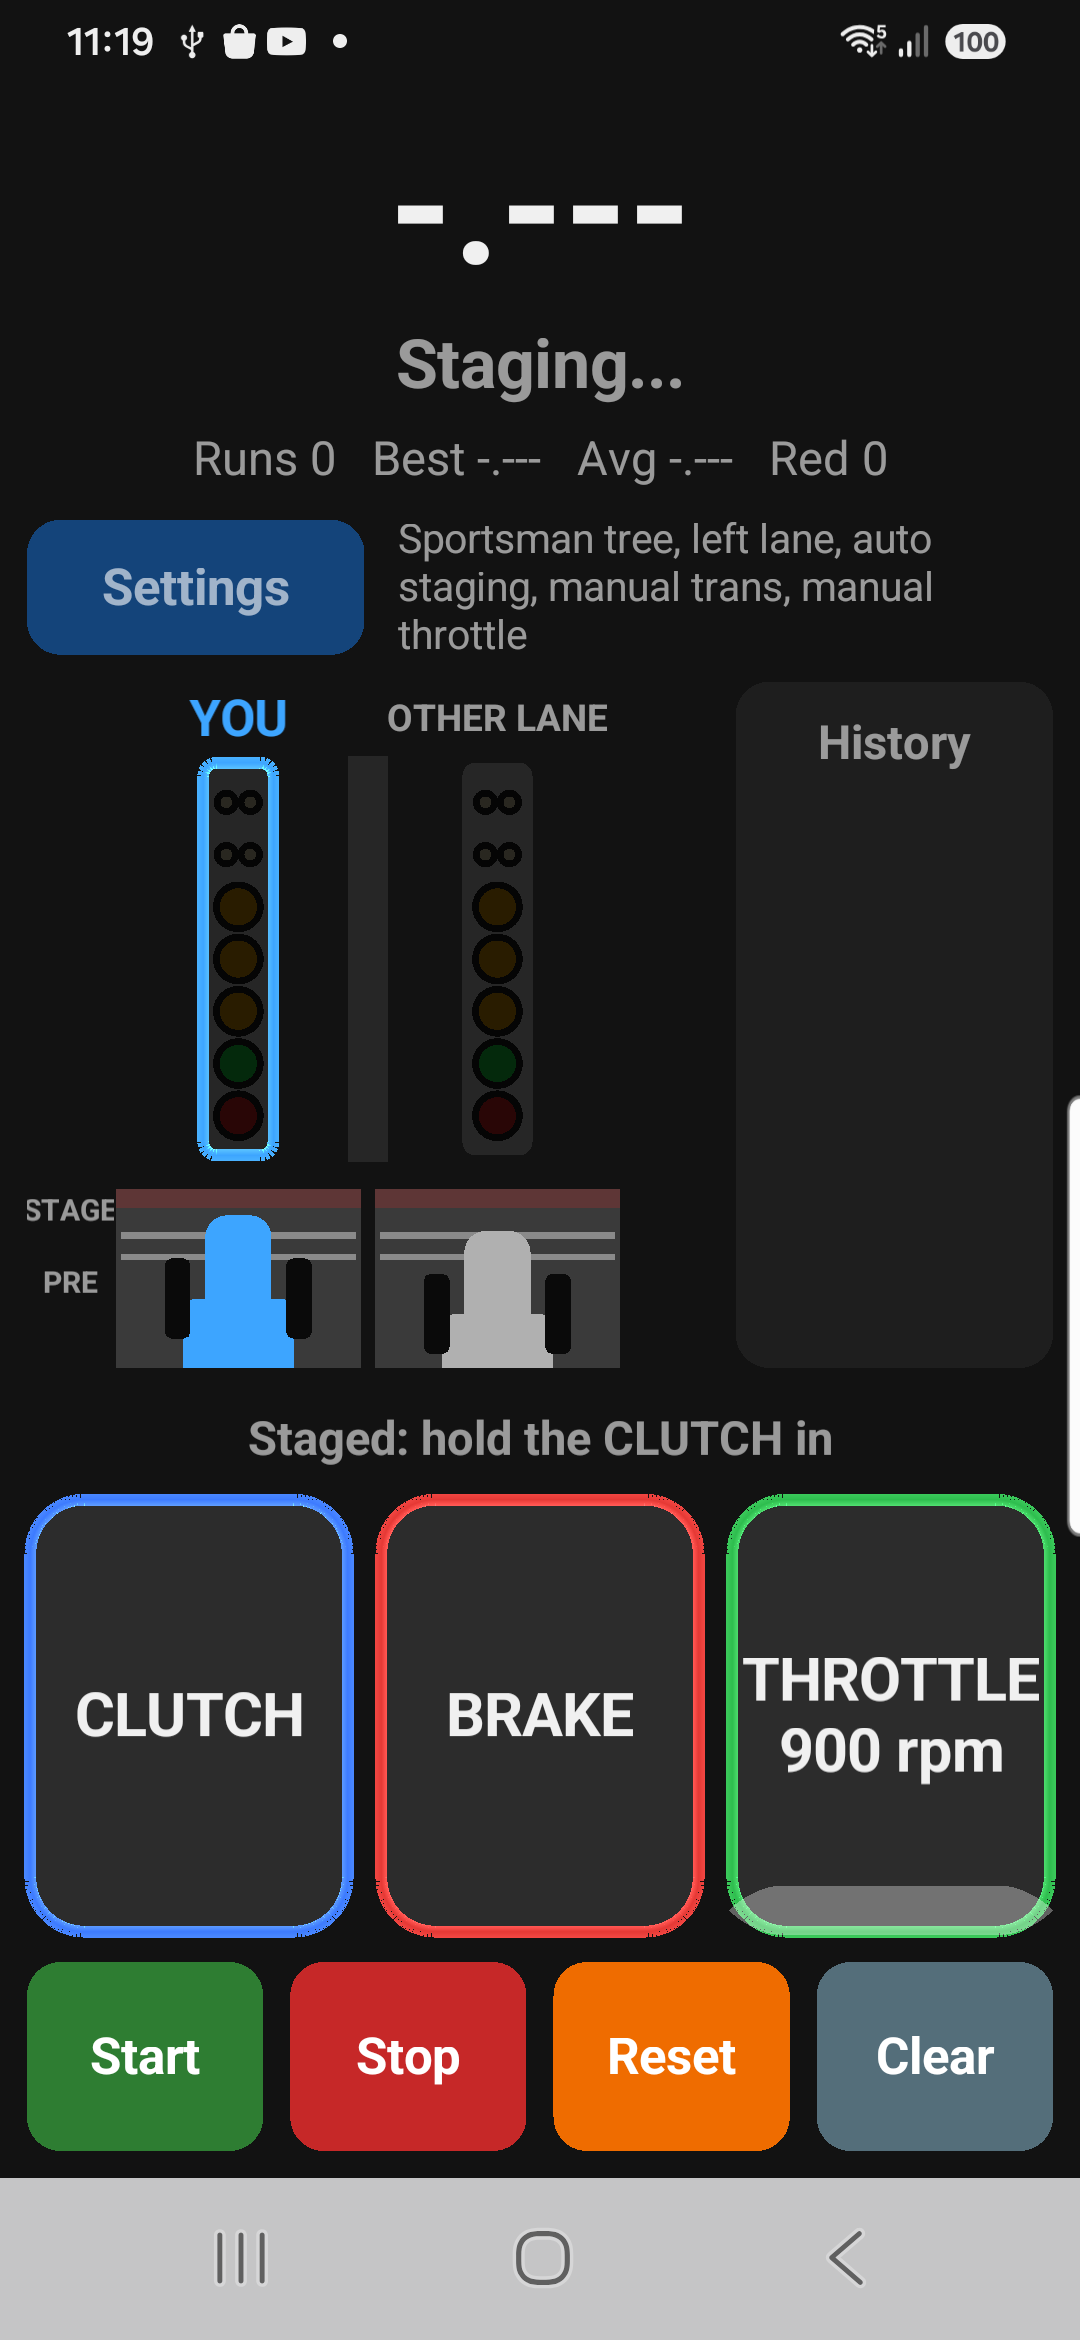 11:19
5
100
-.---
Staging...
Runs 0 Best -.--- Avg -.--- Red 0
Settings
Sportsman tree, left lane, auto
staging, manual trans, manual
throttle
YOU
OTHER LANE
History
STAGE
PRE
Staged: hold the CLUTCH in
CLUTCH
BRAKE
THROTTLE
900 rpm
Start
Stop
Reset
Clear